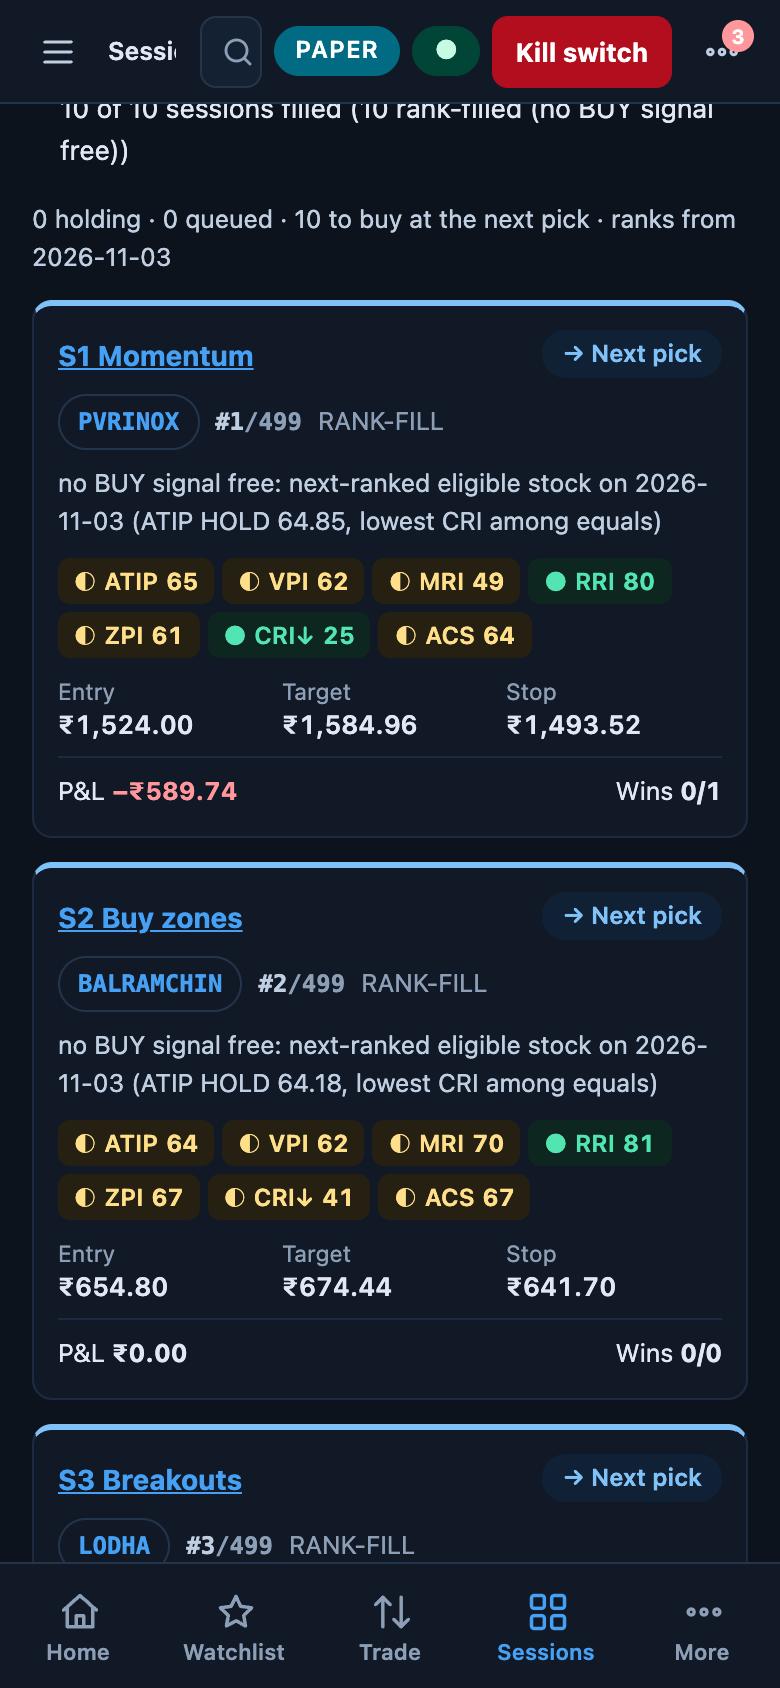 Sessi
PAPER
Kill switch
3
10 of 10 sessions filled (10 rank-filled (no BUY signal
free))
0 holding · 0 queued · 10 to buy at the next pick · ranks from
2026-11-03
S1 Momentum
→ Next pick
PVRINOX #1/499 RANK-FILL
no BUY signal free: next-ranked eligible stock on 2026-
11-03 (ATIP HOLD 64.85, lowest CRI among equals)
ATIP 65 VPI 62 MRI 49 RRI 80
ZPI 61 CRI↓ 25 ACS 64
Entry Target Stop
₹1,524.00 ₹1,584.96 ₹1,493.52
P&L −₹589.74 Wins 0/1
S2 Buy zones
→ Next pick
BALRAMCHIN #2/499 RANK-FILL
no BUY signal free: next-ranked eligible stock on 2026-
11-03 (ATIP HOLD 64.18, lowest CRI among equals)
ATIP 64 VPI 62 MRI 70 RRI 81
ZPI 67 CRI↓ 41 ACS 67
Entry Target Stop
₹654.80 ₹674.44 ₹641.70
P&L ₹0.00 Wins 0/0
S3 Breakouts
→ Next pick
LODHA #3/499 RANK-FILL
Home Watchlist Trade Sessions More